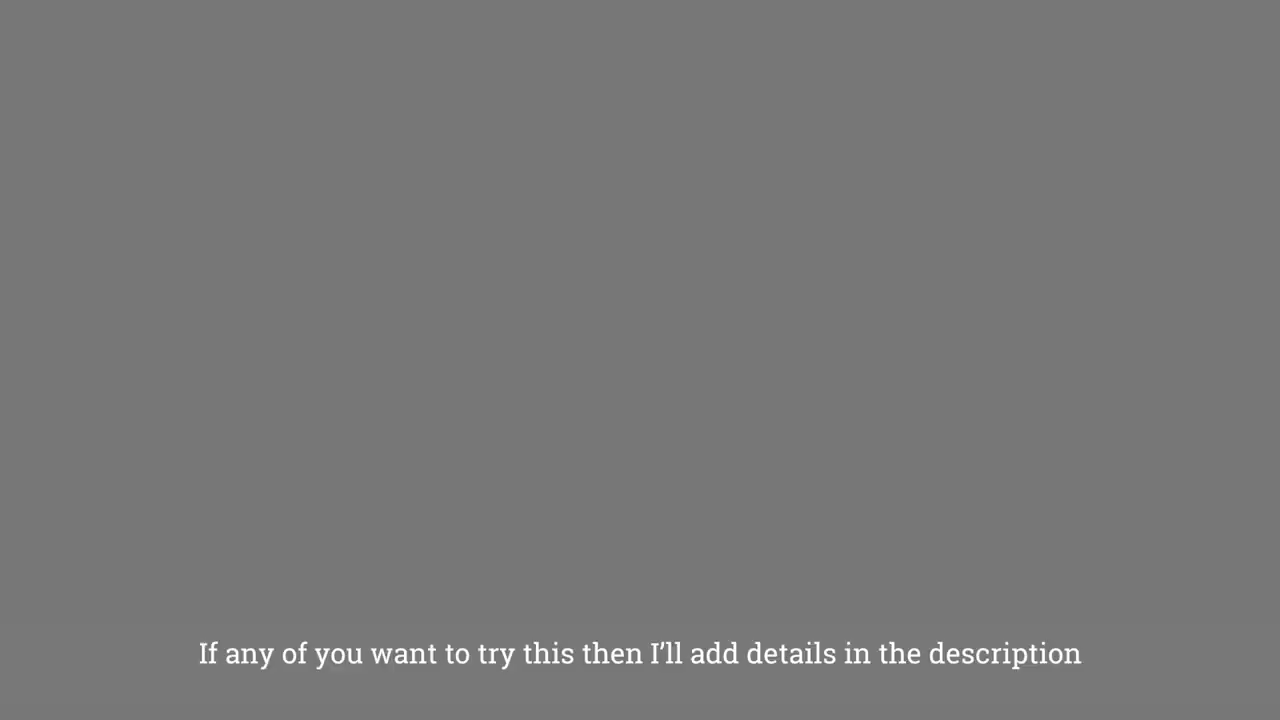 If any of you want to try this then I’ll add details in the description